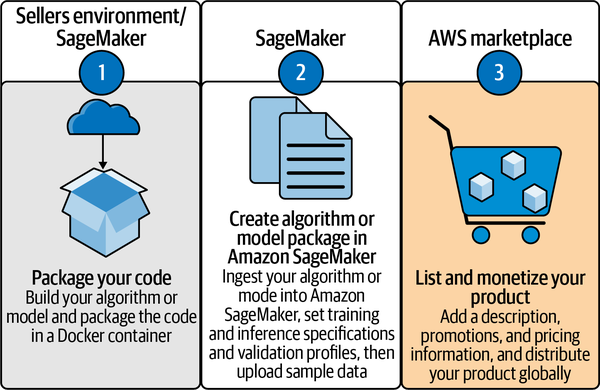 Sellers environment/
SageMaker
1
Package your code
Build your algorithm or
model and package the code
in a Docker container
SageMaker
2
Create algorithm or
model package in
Amazon SageMaker
Ingest your algorithm or
mode into Amazon
SageMaker, set training
and inference specifications
and validation profiles, then
upload sample data
AWS marketplace
3
List and monetize your
product
Add a description,
promotions, and pricing
information, and distribute
your product globally